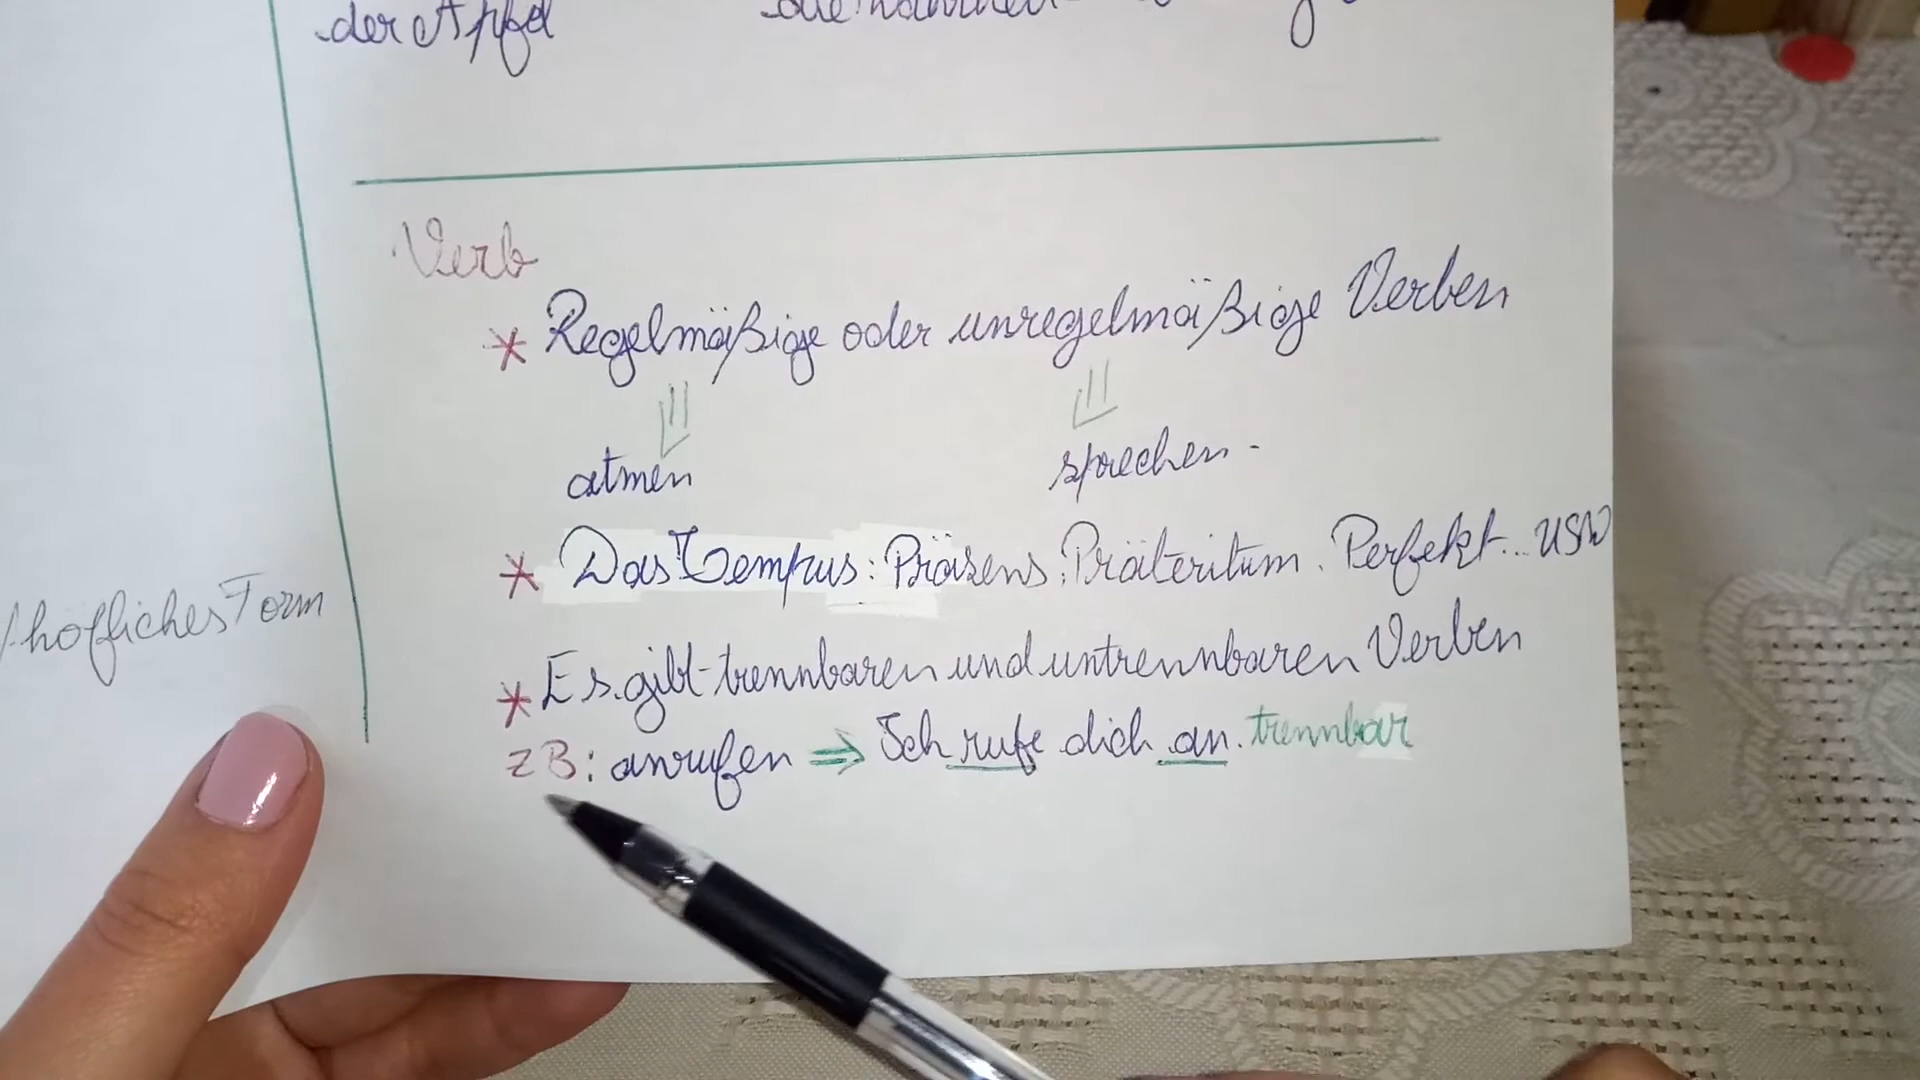 der Apfel
Verb
* Regelmäßige oder unregelmäßige Verben
atmen sprechen.
* Das Tempus: Präsens, Präteritum. Perfekt... USW
höffliches Form
* Es gibt trennbaren und untrennbaren Verben
ZB: anrufen ⇒ Ich rufe dich an. trennbar